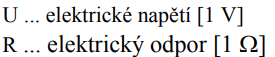 U ... elektrické napětí [1 V]
R ... elektrický odpor [1 Ω]